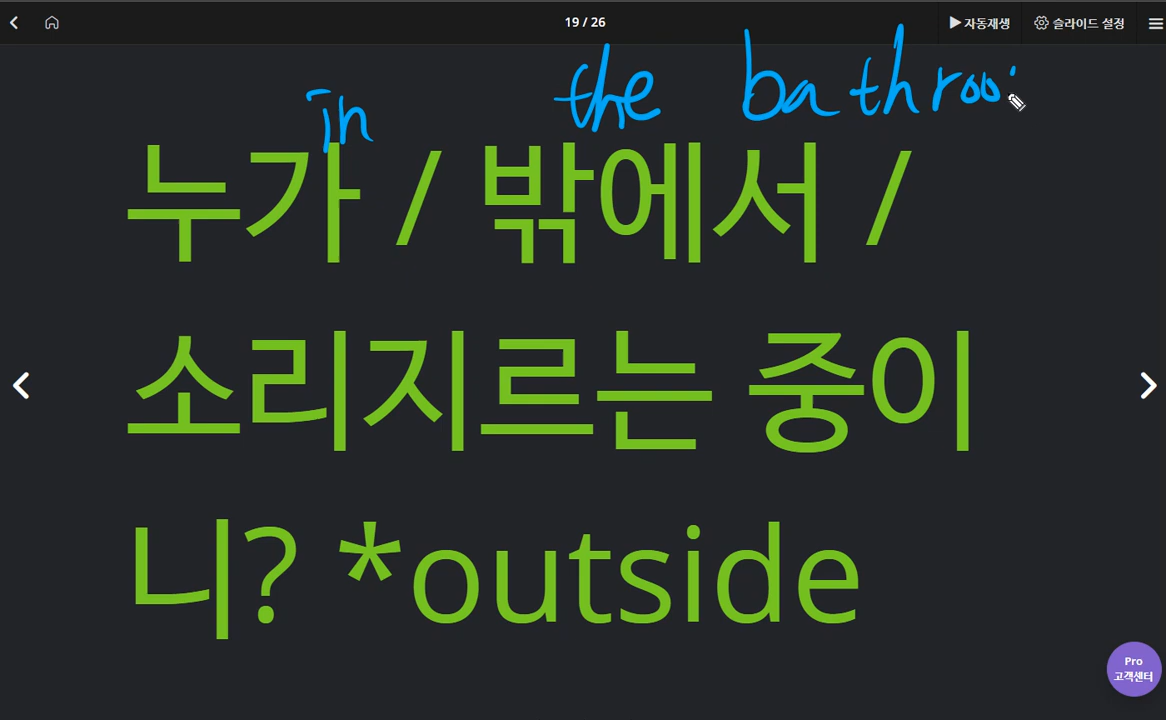 19 / 26
자동재생
슬라이드 설정
in the bathroo
누가 / 밖에서 /
소리지르는 중이
니? *outside
Pro
고객센터